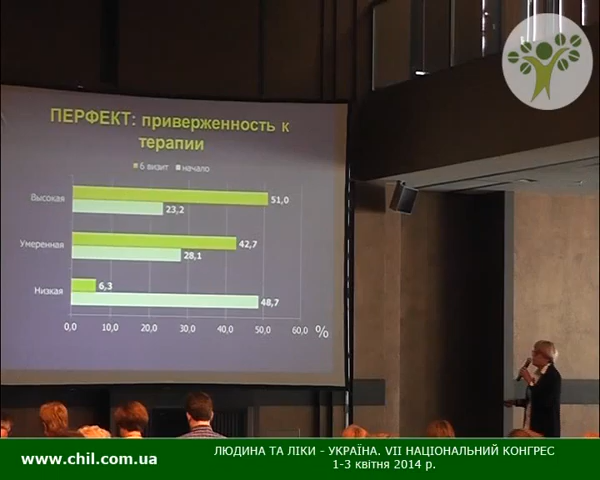 ПЕРФЕКТ: приверженность к
терапии
6 визит начало
Высокая
51,0
23,2
Умеренная
42,7
28,1
Низкая
6,3
48,7
0,0 10,0 20,0 30,0 40,0 50,0 60,0 %
www.chil.com.ua
ЛЮДИНА ТА ЛІКИ - УКРАЇНА. VII НАЦІОНАЛЬНИЙ КОНГРЕС
1-3 квітня 2014 р.